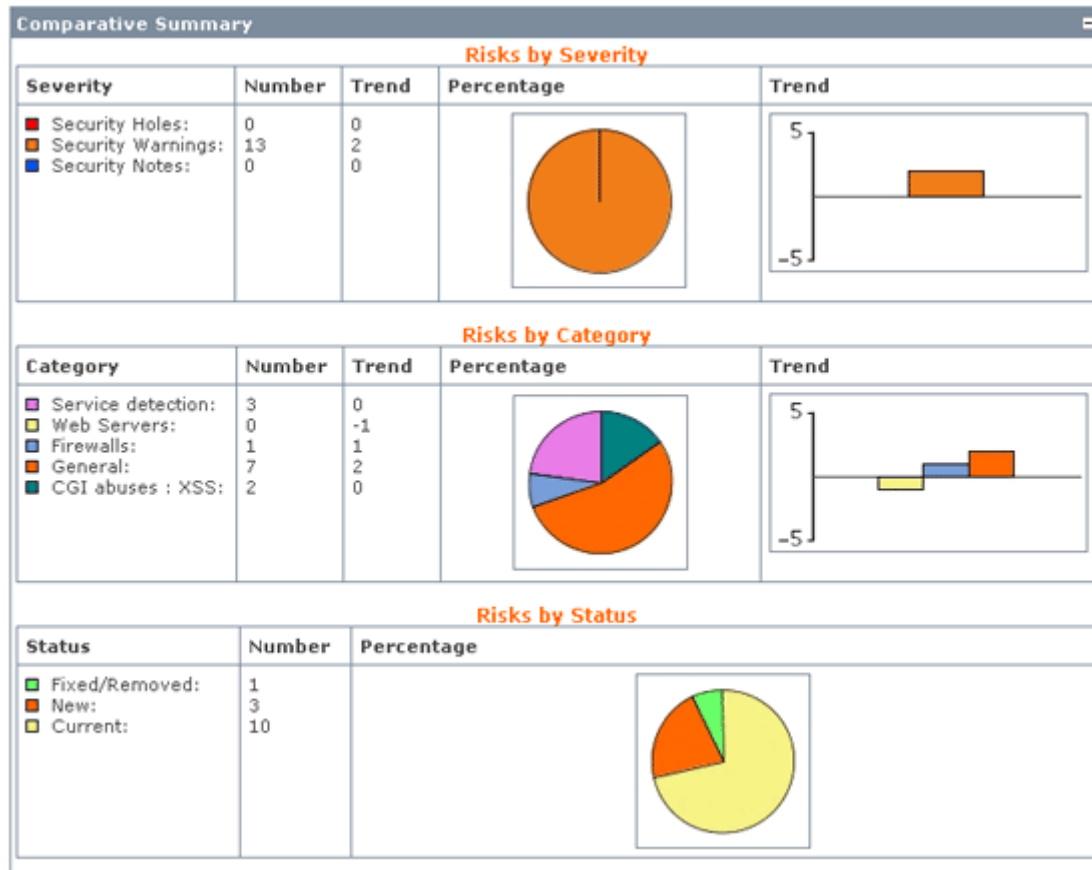 Comparative Summary
Risks by Severity
Severity Number Trend Percentage Trend
Security Holes: 0 0
Security Warnings: 13 2
Security Notes: 0 0
5
-5
Risks by Category
Category Number Trend Percentage Trend
Service detection: 3 0
Web Servers: 0 -1
Firewalls: 1 1
General: 7 2
CGI abuses : XSS: 2 0
5
-5
Risks by Status
Status Number Percentage
Fixed/Removed: 1
New: 3
Current: 10